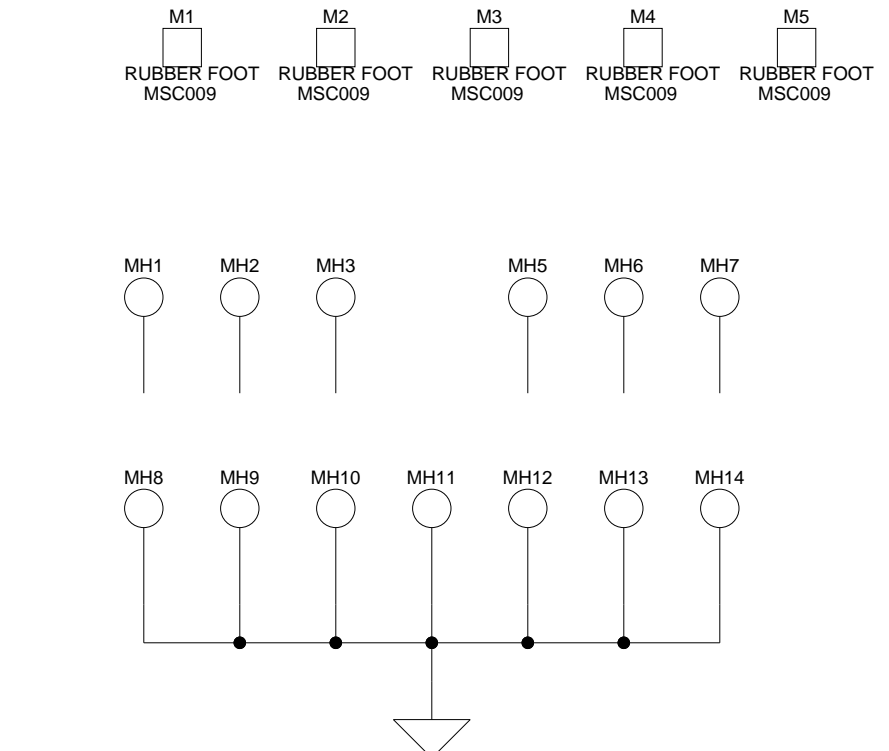 M1 M2 M3 M4 M5
RUBBER FOOT RUBBER FOOT RUBBER FOOT RUBBER FOOT RUBBER FOOT
MSC009 MSC009 MSC009 MSC009 MSC009
MH1 MH2 MH3 MH5 MH6 MH7
MH8 MH9 MH10 MH11 MH12 MH13 MH14